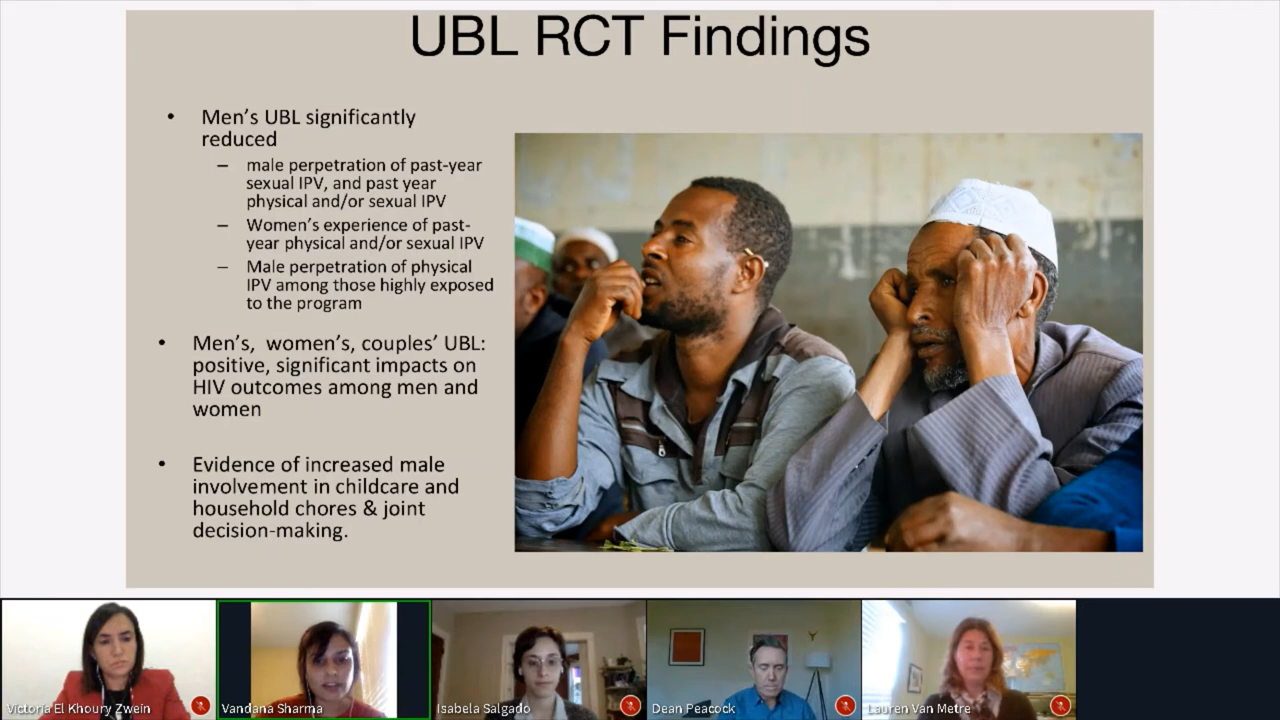 UBL RCT Findings
• Men’s UBL significantly
reduced
– male perpetration of past-year
sexual IPV, and past year
physical and/or sexual IPV
– Women’s experience of past-
year physical and/or sexual IPV
– Male perpetration of physical
IPV among those highly exposed
to the program
• Men’s, women’s, couples’ UBL:
positive, significant impacts on
HIV outcomes among men and
women
• Evidence of increased male
involvement in childcare and
household chores & joint
decision-making.
Victoria El Khoury Zwein
Vandana Sharma
Isabela Salgado
Dean Peacock
Lauren Van Metre